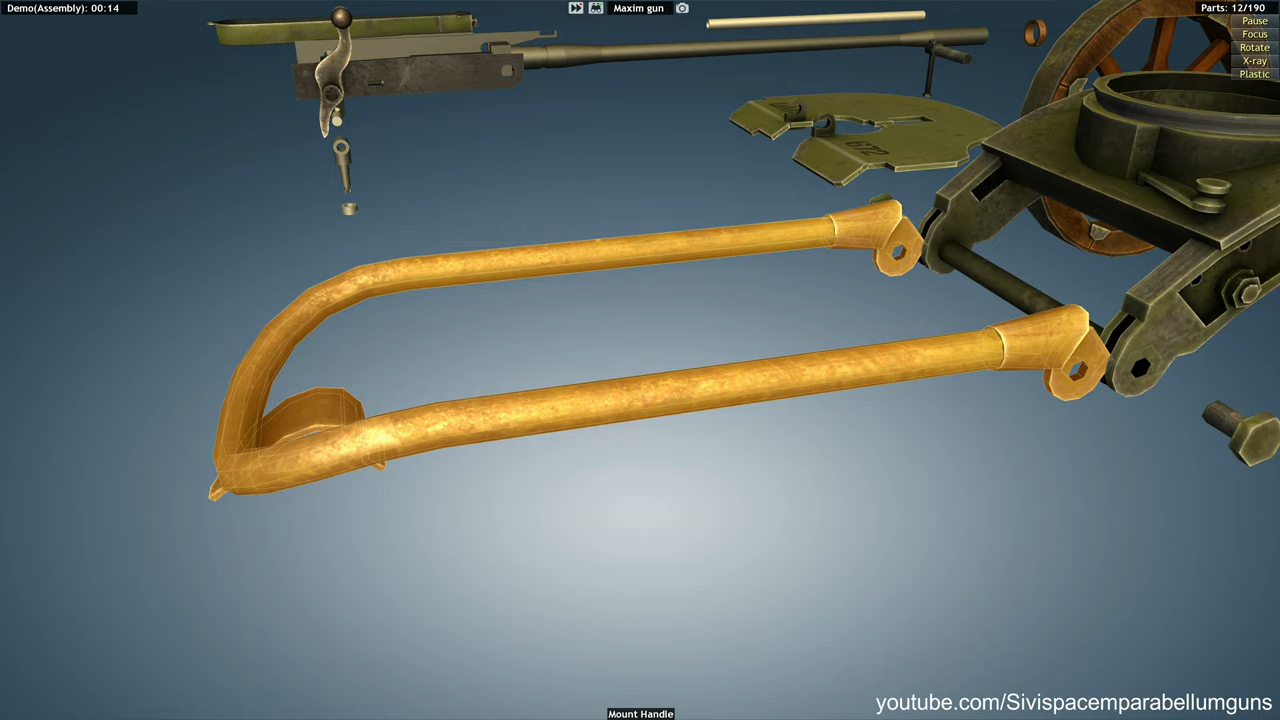 Demo(Assembly): 00:14
Maxim gun
Parts: 12/190
Pause
Focus
Rotate
X-ray
Plastic
672
youtube.com/Sivispacemparabellumguns
Mount Handle